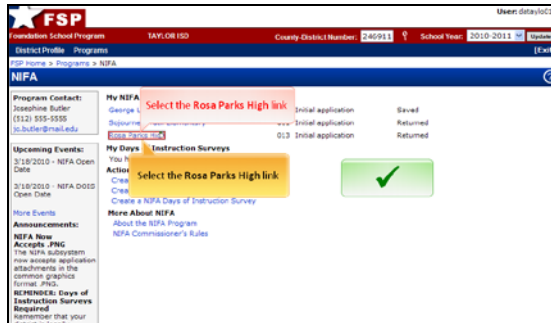 User: dataylo
FSP
Foundation School Program TAYLOR ISD County-District Number: 246911 School Year: 2010-2011 Update
District Profile Programs [Exit
FSP Home > Programs > NIFA
NIFA
Program Contact:
Josephine Butler
(512) 555-5555
jo.butler@mail.edu
Upcoming Events:
3/18/2010 - NIFA Open
Date
3/18/2010 - NIFA DOIS
Open Date
More Events
Announcements:
NIFA Now
Accepts .PNG
The NIFA subsystem
now accepts application
attachments in the
common graphics
format .PNG.
REMINDER: Days of
Instruction Surveys
Required
Remember that your
My NIFA
George Initial application Saved
Sojourne Elementary Initial application Returned
Rosa Parks High 013 Initial application Returned
Select the Rosa Parks High link
My Days Instruction Surveys
You h
Action
Crea
Crea
Create a NIFA Days of Instruction Survey
Select the Rosa Parks High link
More About NIFA
About the NIFA Program
NIFA Commissioner's Rules